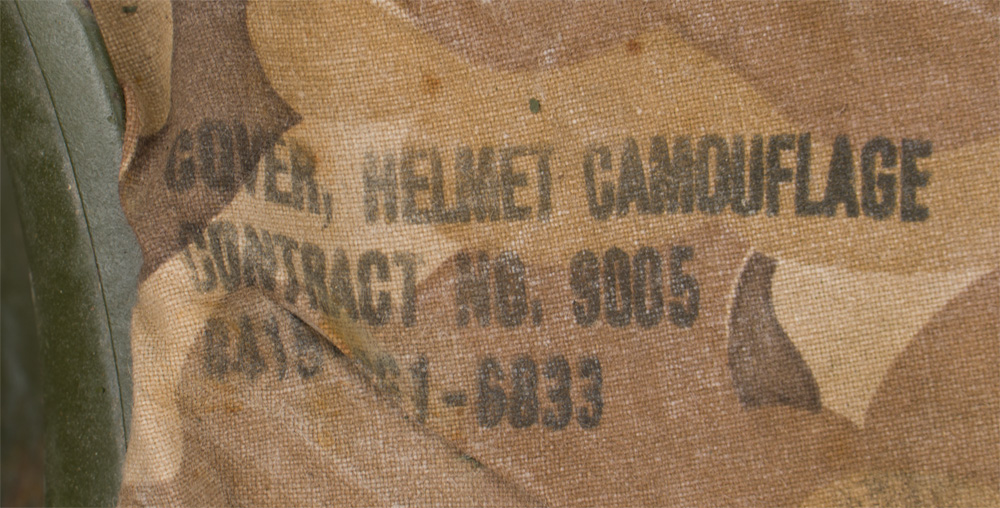 COVER, HELMET CAMOUFLAGE
CONTRACT NO. 9005
-6833